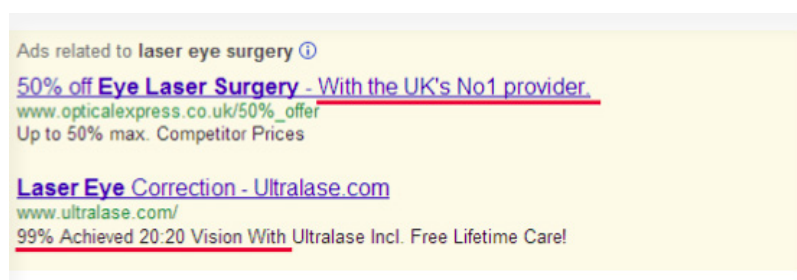 Ads related to laser eye surgery
50% off Eye Laser Surgery - With the UK's No1 provider.
www.opticalexpress.co.uk/50%_offer
Up to 50% max. Competitor Prices
Laser Eye Correction - Ultralase.com
www.ultralase.com/
99% Achieved 20:20 Vision With Ultralase Incl. Free Lifetime Care!